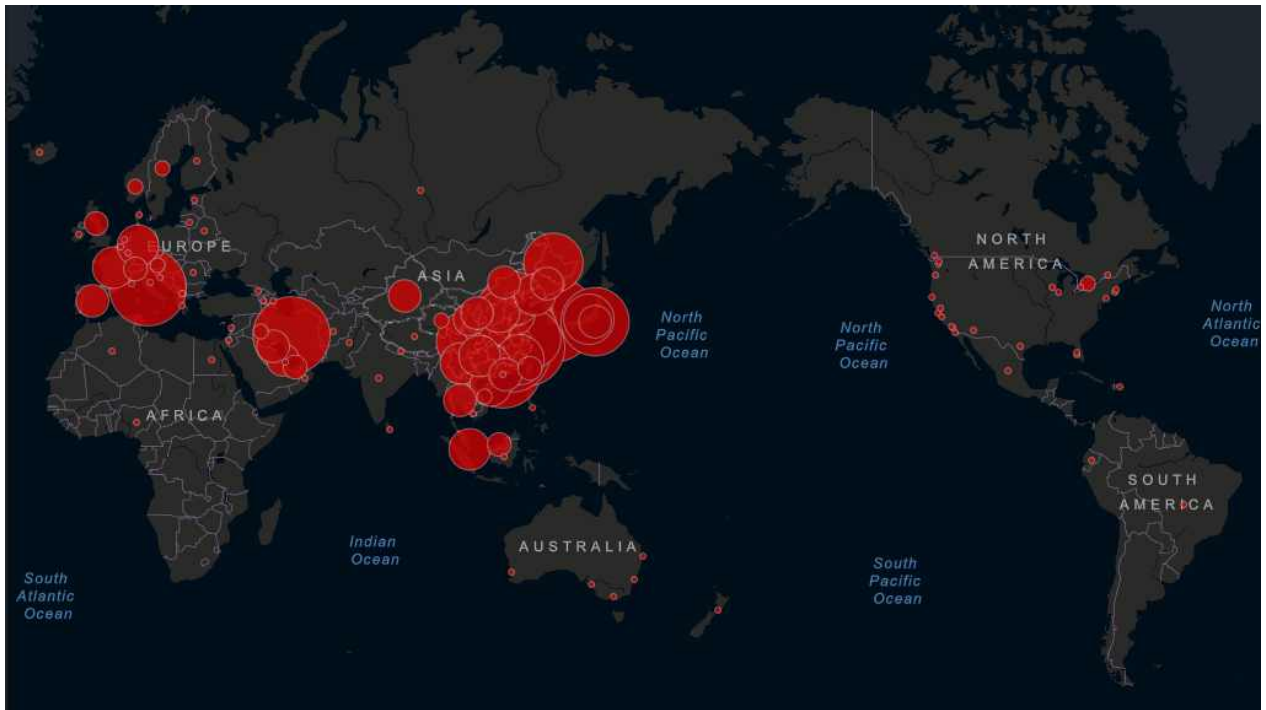 EUROPE
ASIA
AFRICA
AUSTRALIA
NORTH
AMERICA
SOUTH
AMERICA
North
Pacific
Ocean
North
Pacific
Ocean
North
Atlantic
Ocean
Indian
Ocean
South
Atlantic
Ocean
South
Pacific
Ocean